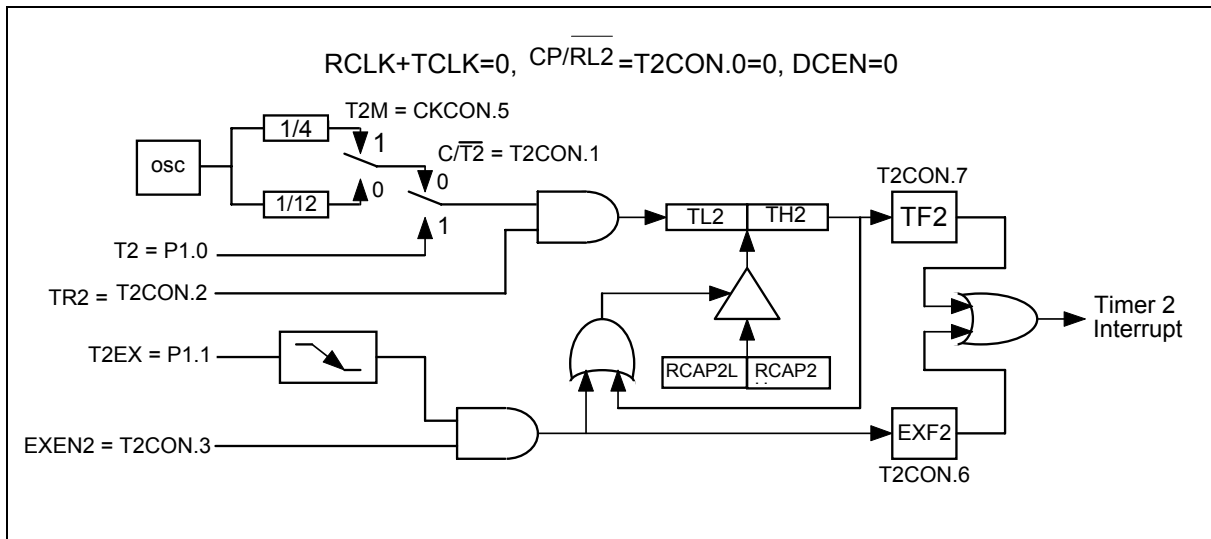 RCLK+TCLK=0, CP/RL2=T2CON.0=0, DCEN=0
T2M = CKCON.5
1/4
1
C/T2 = T2CON.1
osc
0
T2CON.7
1/12
0
TL2
TH2
TF2
T2 = P1.0
1
TR2 = T2CON.2
Timer 2
Interrupt
T2EX = P1.1
RCAP2L
RCAP2
EXEN2 = T2CON.3
EXF2
T2CON.6